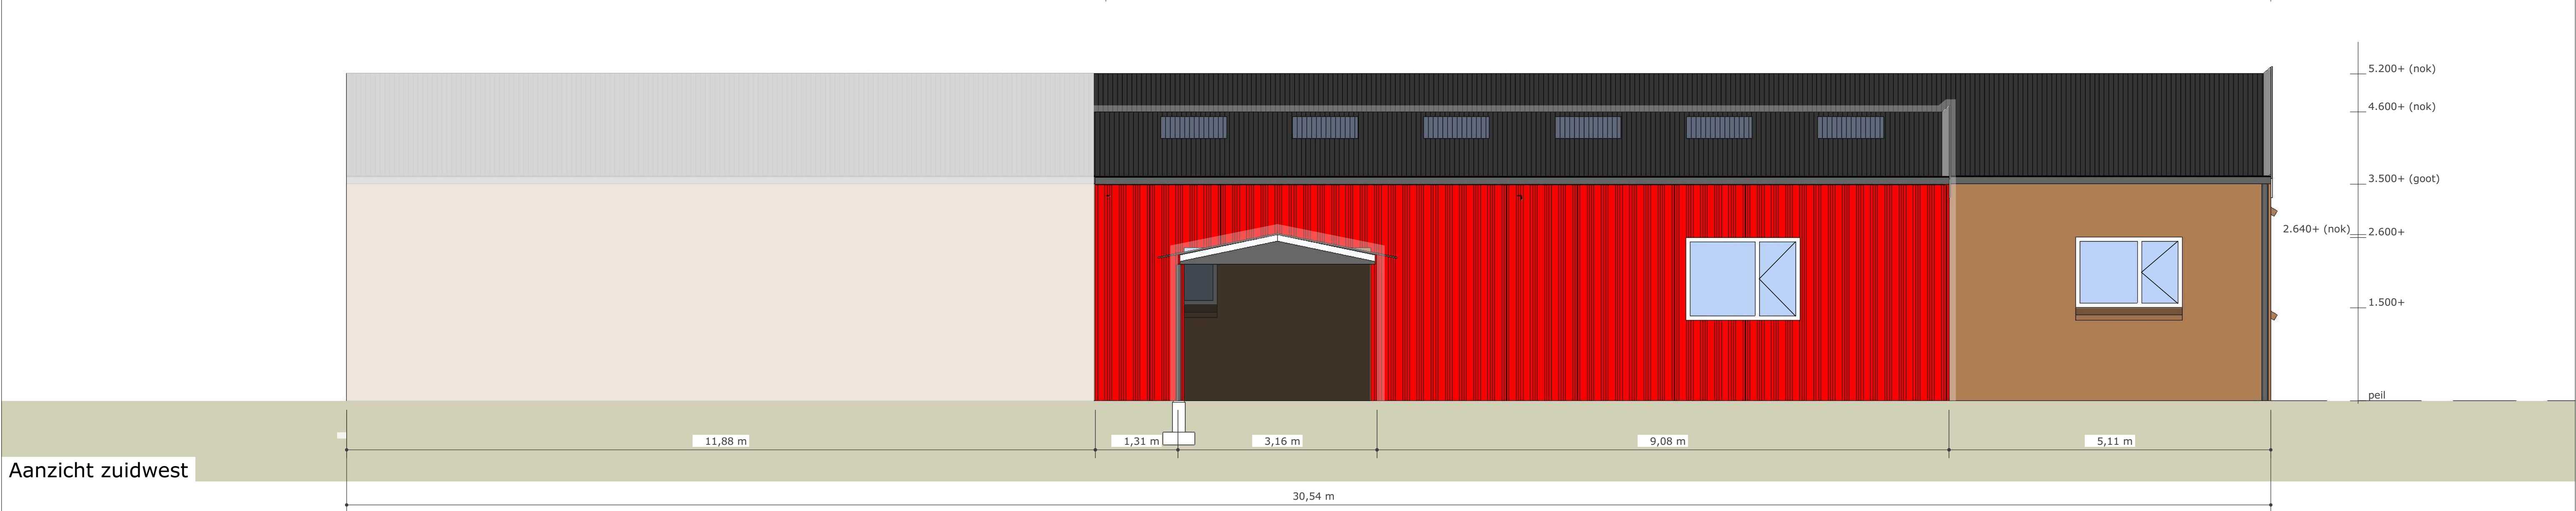 5.200+ (nok)
4.600+ (nok)
3.500+ (goot)
2.640+ (nok)
2.600+
1.500+
peil
11,88 m
1,31 m
3,16 m
9,08 m
5,11 m
Aanzicht zuidwest
30,54 m